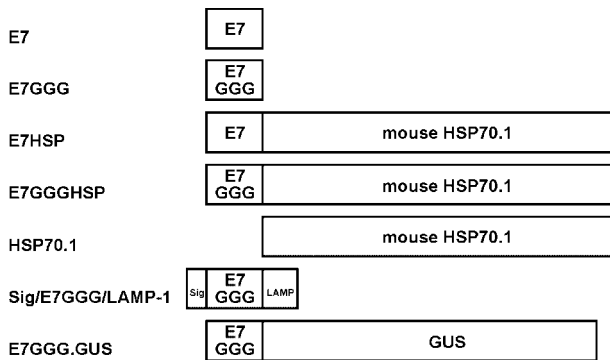 E7 E7
E7GGG E7 GGG
E7HSP E7 mouse HSP70.1
E7GGGHSP E7 GGG mouse HSP70.1
HSP70.1 mouse HSP70.1
Sig/E7GGG/LAMP-1 Sig E7 GGG LAMP
E7GGG.GUS E7 GGG GUS